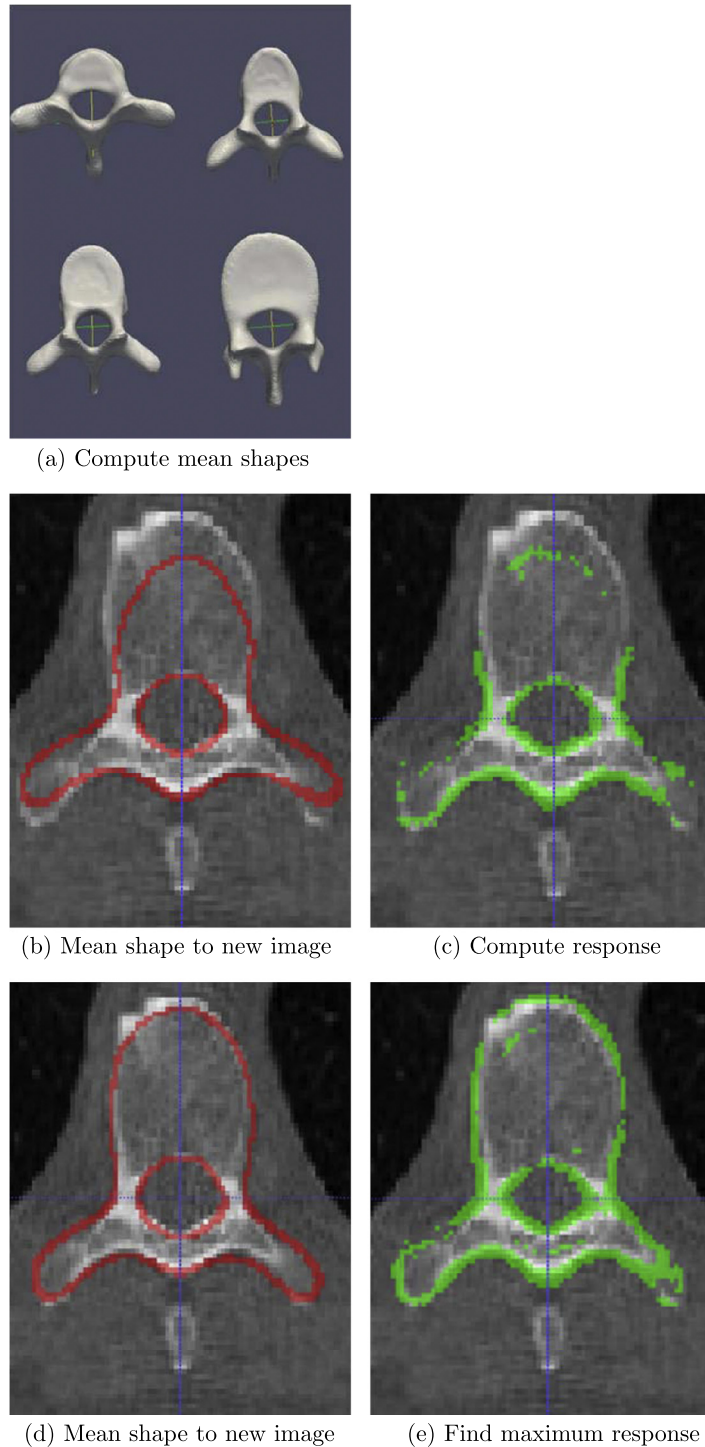 (a) Compute mean shapes
(b) Mean shape to new image
(c) Compute response
(d) Mean shape to new image
(e) Find maximum response